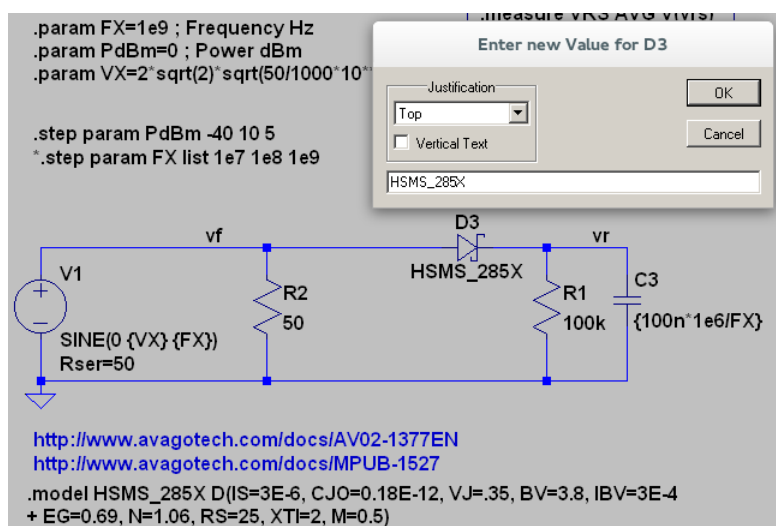 .param FX=1e9 ; Frequency Hz
.param PdBm=0 ; Power dBm
.param VX=2*sqrt(2)*sqrt(50/1000*10*
.measure VRS AVG V(vrs)
.step param PdBm -40 10 5
*.step param FX list 1e7 1e8 1e9
Enter new Value for D3
Justification
Top
Vertical Text
OK
Cancel
HSMS_285X
vf
D3
HSMS_285X
vr
V1
SINE(0 {VX} {FX})
Rser=50
R2
50
R1
100k
C3
{100n*1e6/FX}
http://www.avagotech.com/docs/AV02-1377EN
http://www.avagotech.com/docs/MPUB-1527
.model HSMS_285X D(IS=3E-6, CJO=0.18E-12, VJ=.35, BV=3.8, IBV=3E-4
+ EG=0.69, N=1.06, RS=25, XTI=2, M=0.5)